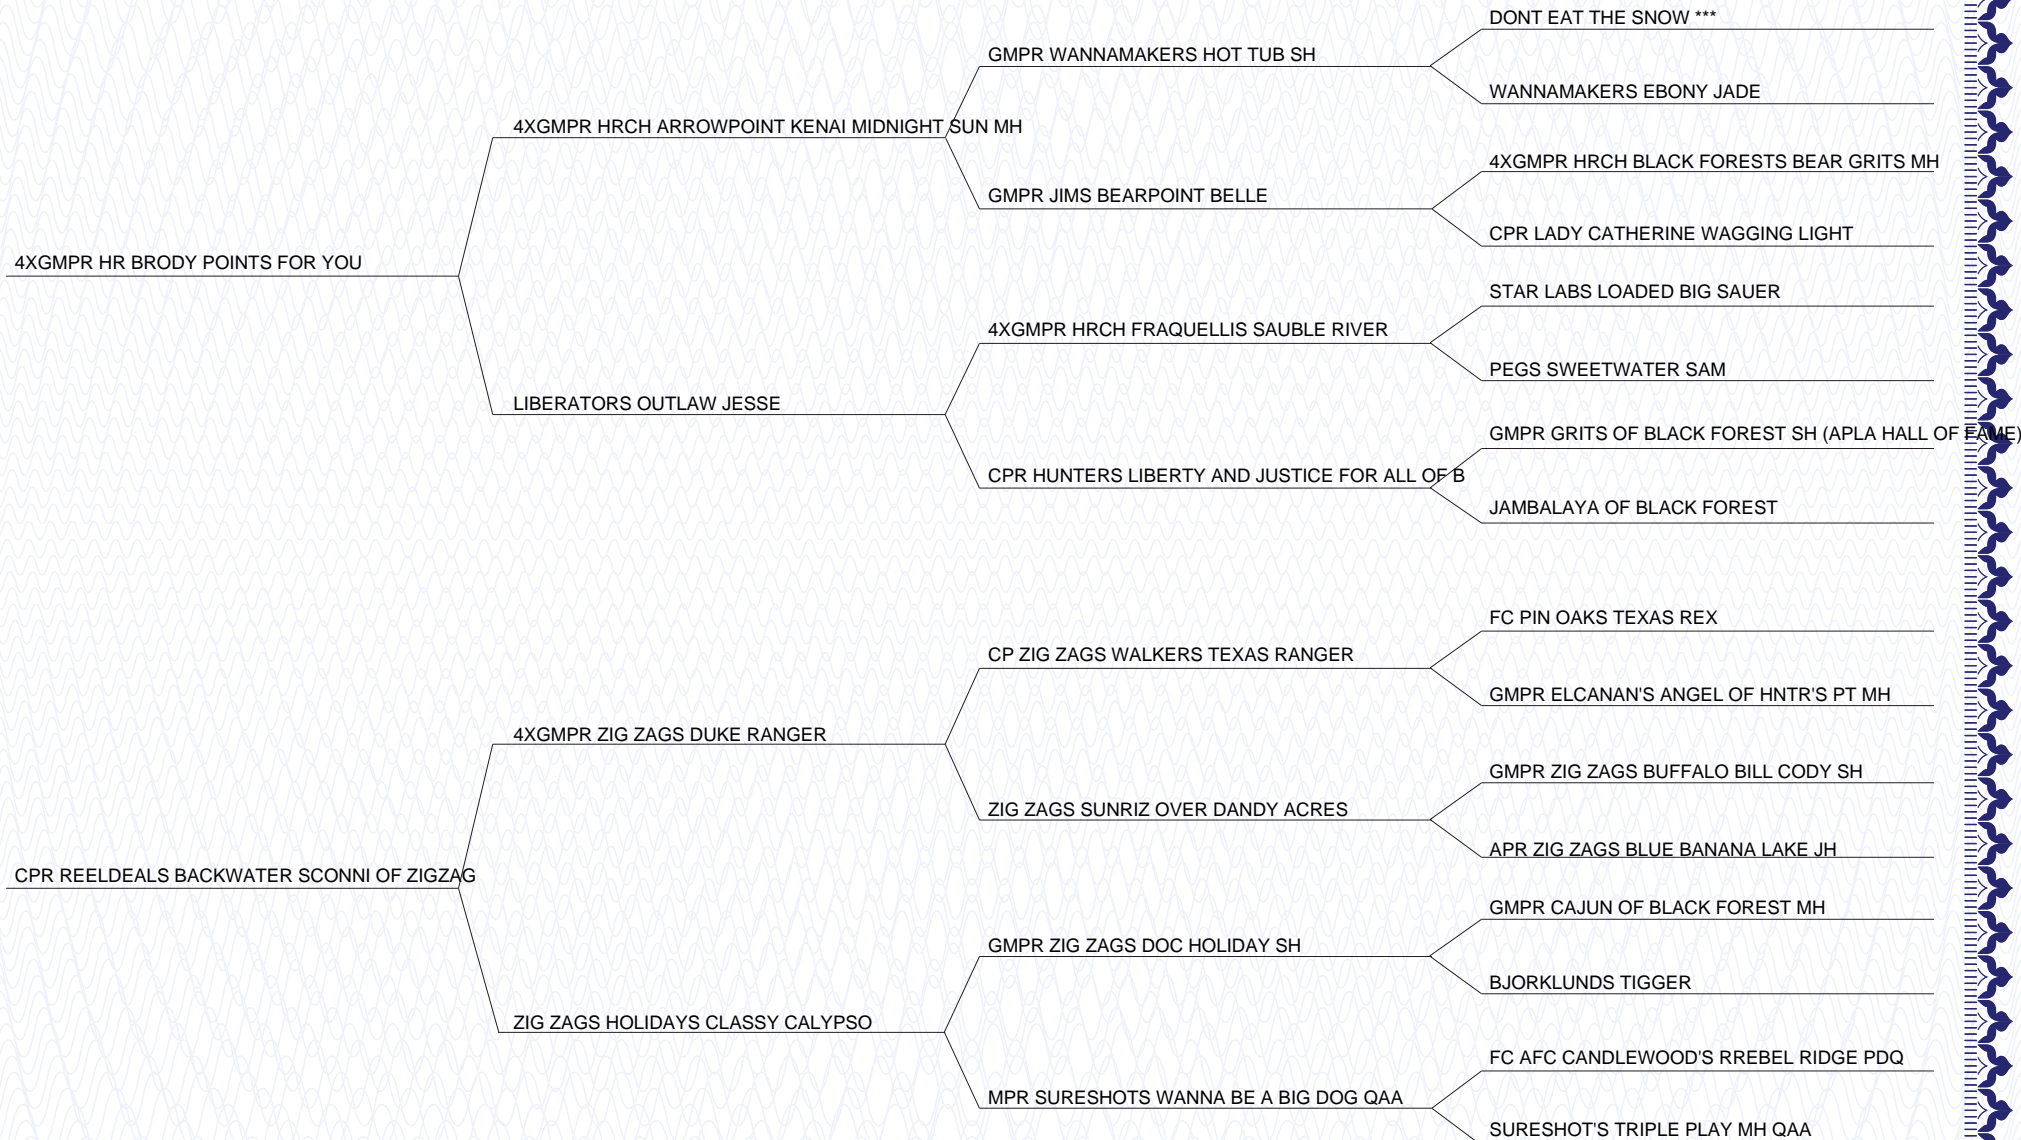 DONT EAT THE SNOW ***
GMPR WANNAMAKERS HOT TUB SH
WANNAMAKERS EBONY JADE
4XGMPR HRCH ARROWPOINT KENAI MIDNIGHT SUN MH
4XGMPR HRCH BLACK FORESTS BEAR GRITS MH
GMPR JIMS BEARPOINT BELLE
CPR LADY CATHERINE WAGGING LIGHT
4XGMPR HR BRODY POINTS FOR YOU
STAR LABS LOADED BIG SAUER
4XGMPR HRCH FRAQUELLIS SAUBLE RIVER
PEGS SWEETWATER SAM
LIBERATORS OUTLAW JESSE
GMPR GRITS OF BLACK FOREST SH (APLA HALL OF FAME)
CPR HUNTERS LIBERTY AND JUSTICE FOR ALL OF B
JAMBALAYA OF BLACK FOREST
FC PIN OAKS TEXAS REX
CP ZIG ZAGS WALKERS TEXAS RANGER
GMPR ELCANAN'S ANGEL OF HNTR'S PT MH
4XGMPR ZIG ZAGS DUKE RANGER
GMPR ZIG ZAGS BUFFALO BILL CODY SH
ZIG ZAGS SUNRIZ OVER DANDY ACRES
APR ZIG ZAGS BLUE BANANA LAKE JH
CPR REELDEALS BACKWATER SCONNI OF ZIGZAG
GMPR CAJUN OF BLACK FOREST MH
GMPR ZIG ZAGS DOC HOLIDAY SH
BJORKLUNDS TIGGER
ZIG ZAGS HOLIDAYS CLASSY CALYPSO
FC AFC CANDLEWOOD'S RREBEL RIDGE PDQ
MPR SURESHOTS WANNA BE A BIG DOG QAA
SURESHOT'S TRIPLE PLAY MH QAA